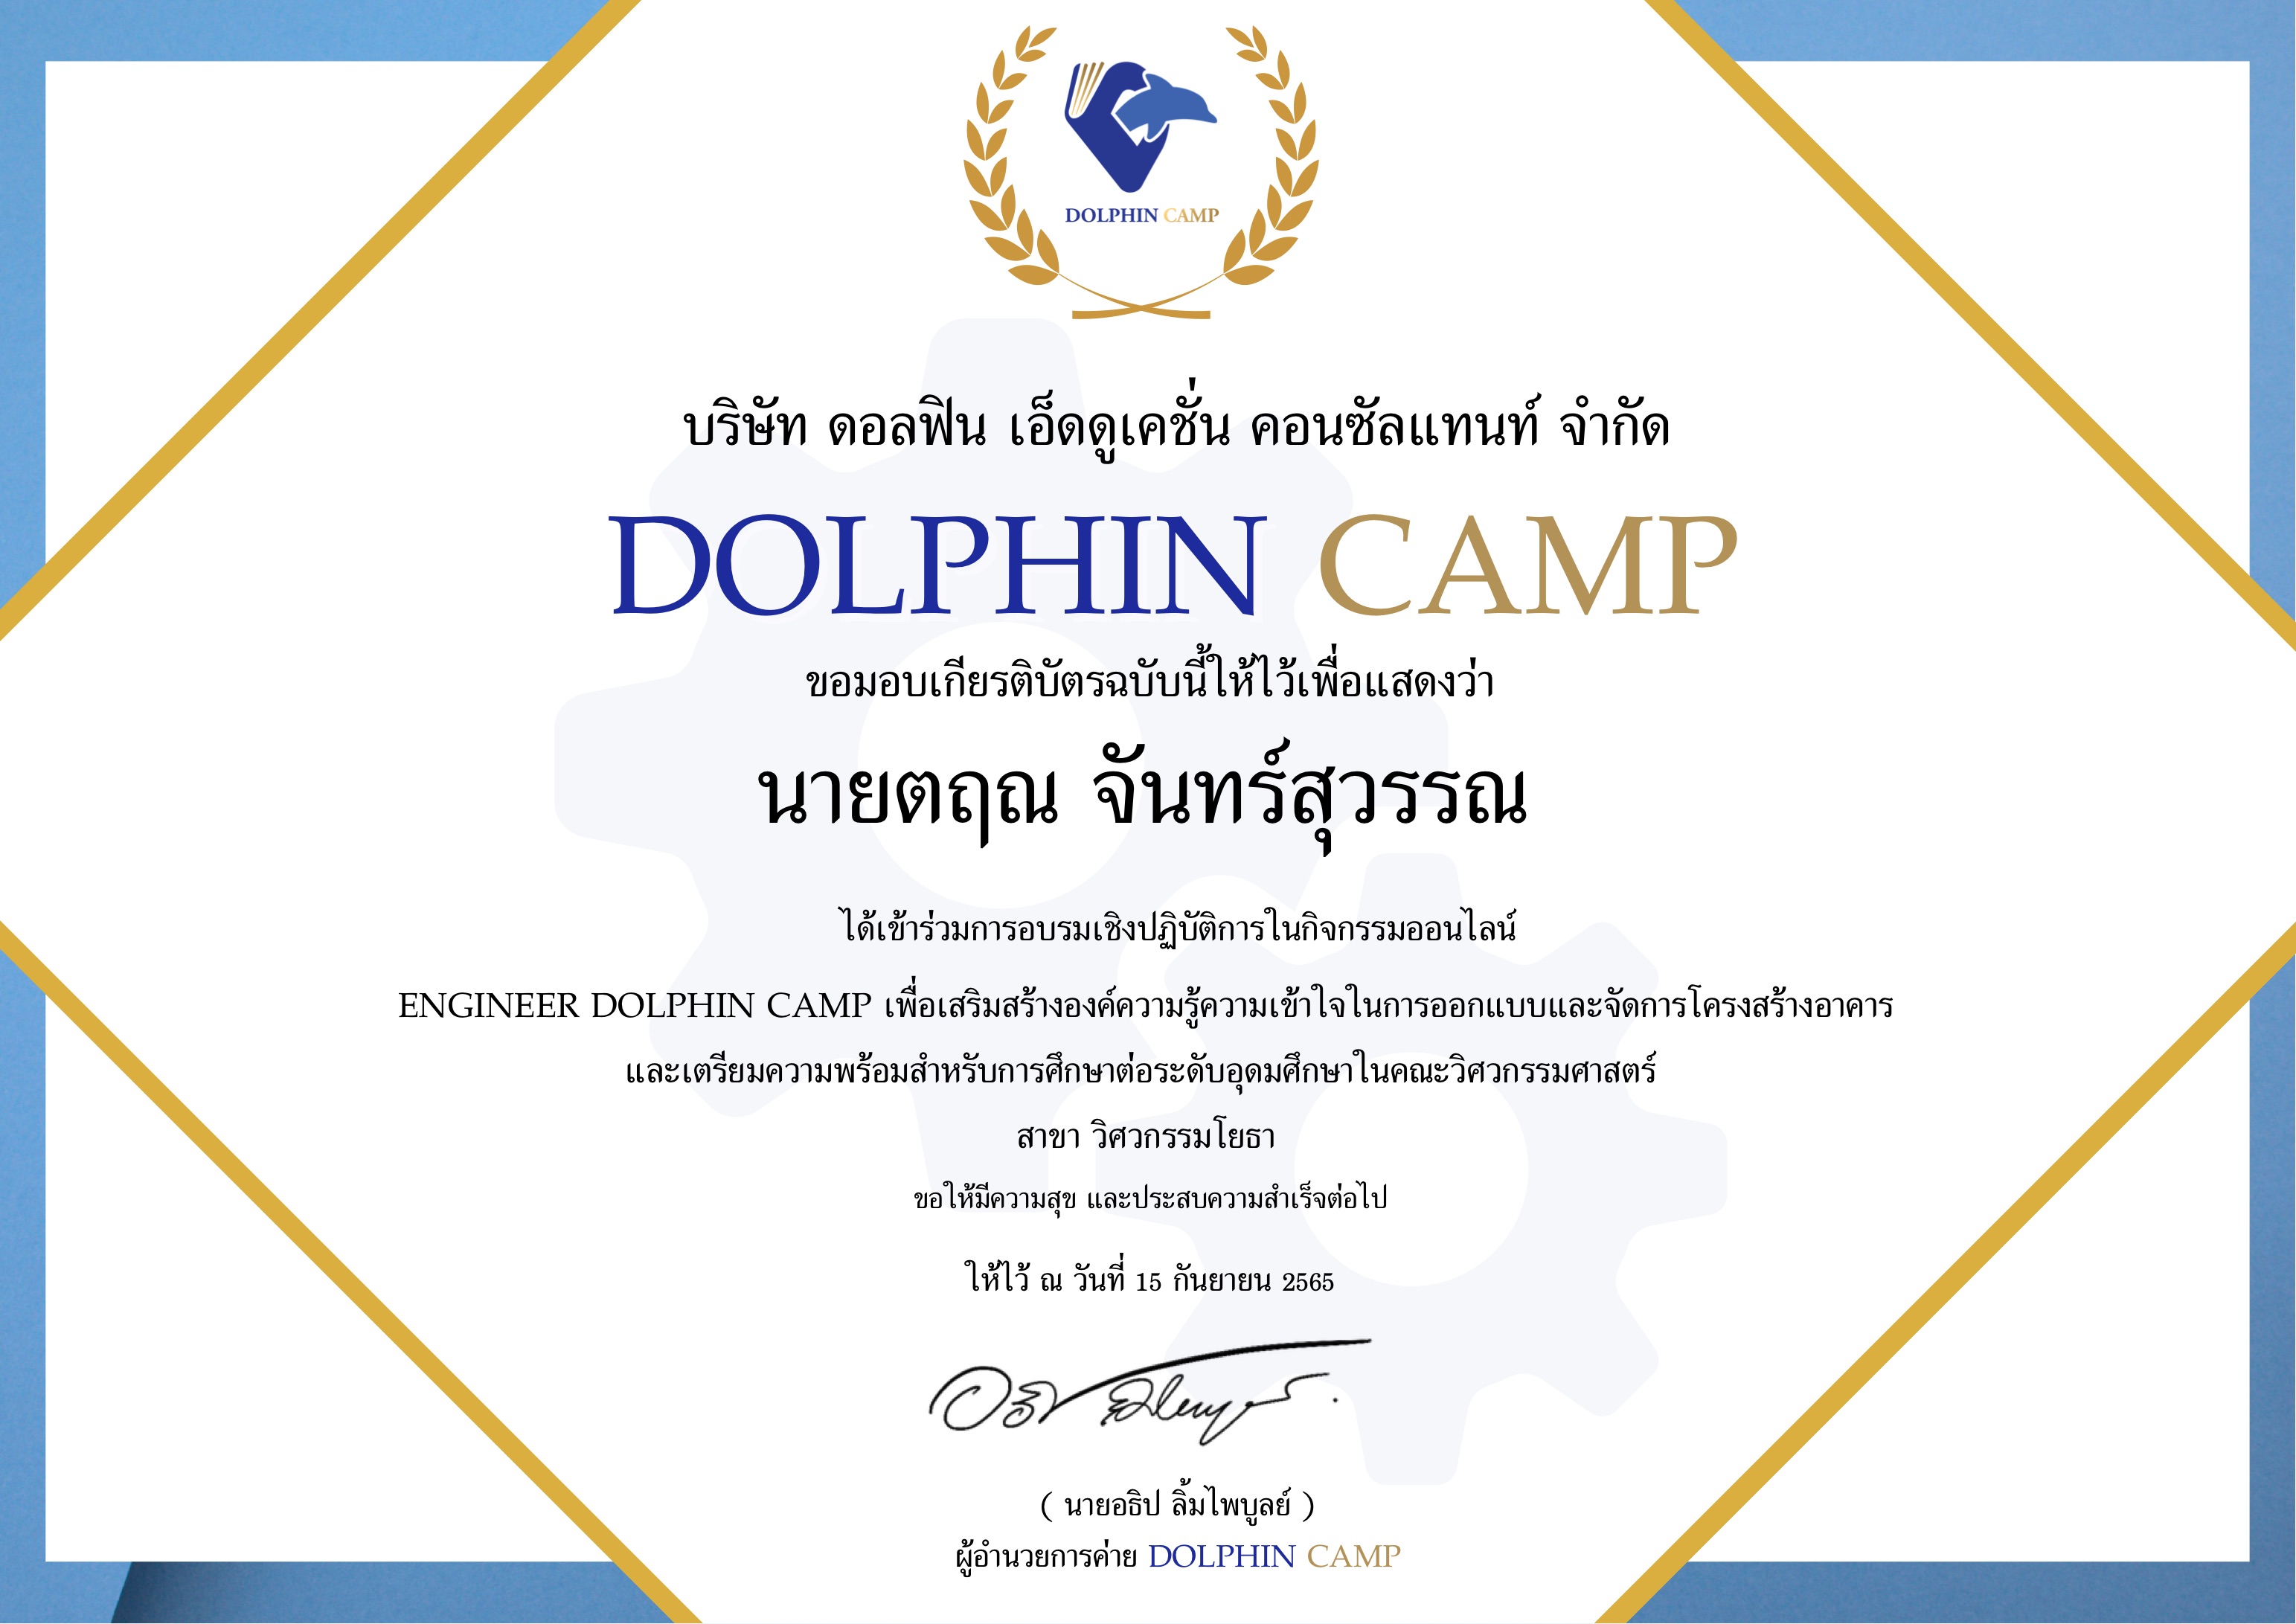 DOLPHIN CAMP
บริษัท ดอลฟิน เอ็ดดูเคชั่น คอนซัลแทนท์ จำกัด
DOLPHIN CAMP
ขอมอบเกียรติบัตรฉบับนี้ให้ไว้เพื่อแสดงว่า
นายตฤณ จันทร์สุวรรณ
ได้เข้าร่วมการอบรมเชิงปฏิบัติการในกิจกรรมออนไลน์
ENGINEER DOLPHIN CAMP เพื่อเสริมสร้างองค์ความรู้ความเข้าใจในการออกแบบและจัดการโครงสร้างอาคาร
และเตรียมความพร้อมสำหรับการศึกษาต่อระดับอุดมศึกษาในคณะวิศวกรรมศาสตร์
สาขา วิศวกรรมโยธา
ขอให้มีความสุข และประสบความสำเร็จต่อไป
ให้ไว้ ณ วันที่ 15 กันยายน 2565
( นายอธิป ลิ้มไพบูลย์ )
ผู้อำนวยการค่าย DOLPHIN CAMP